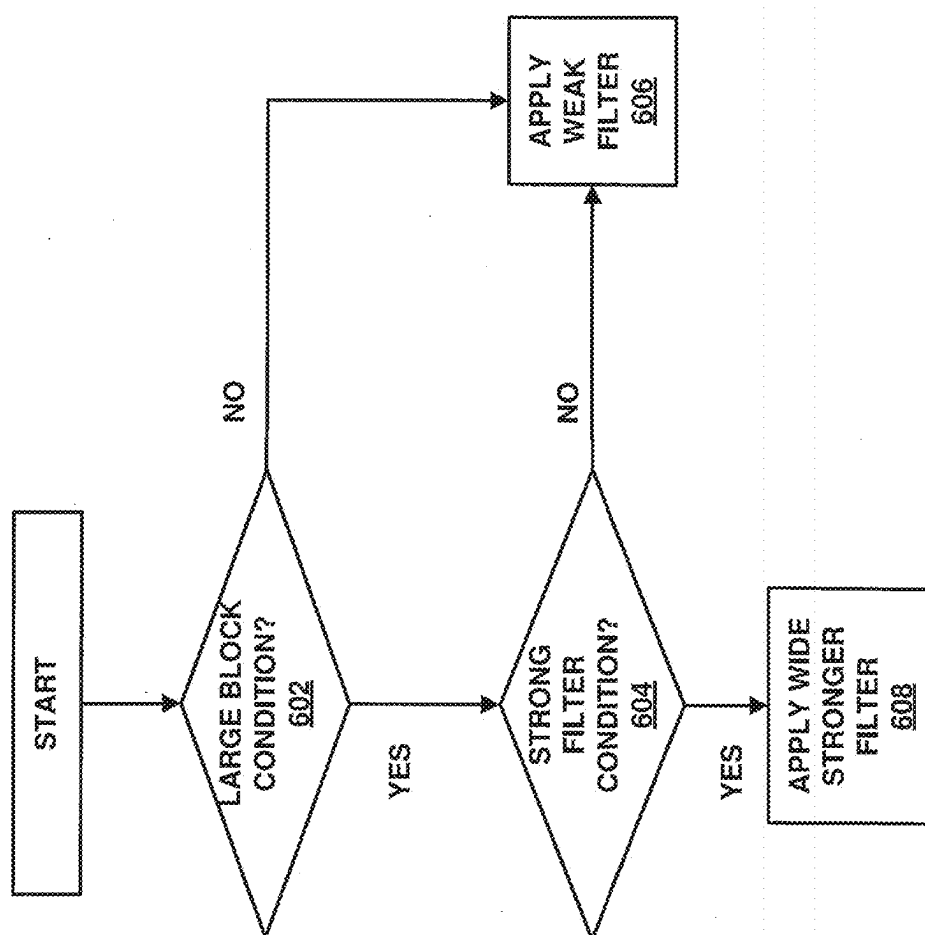 START
LARGE BLOCK
CONDITION?
602
NO
YES
STRONG
FILTER
CONDITION?
604
NO
YES
APPLY
WEAK
FILTER
606
APPLY WIDE
STRONGER
FILTER
608